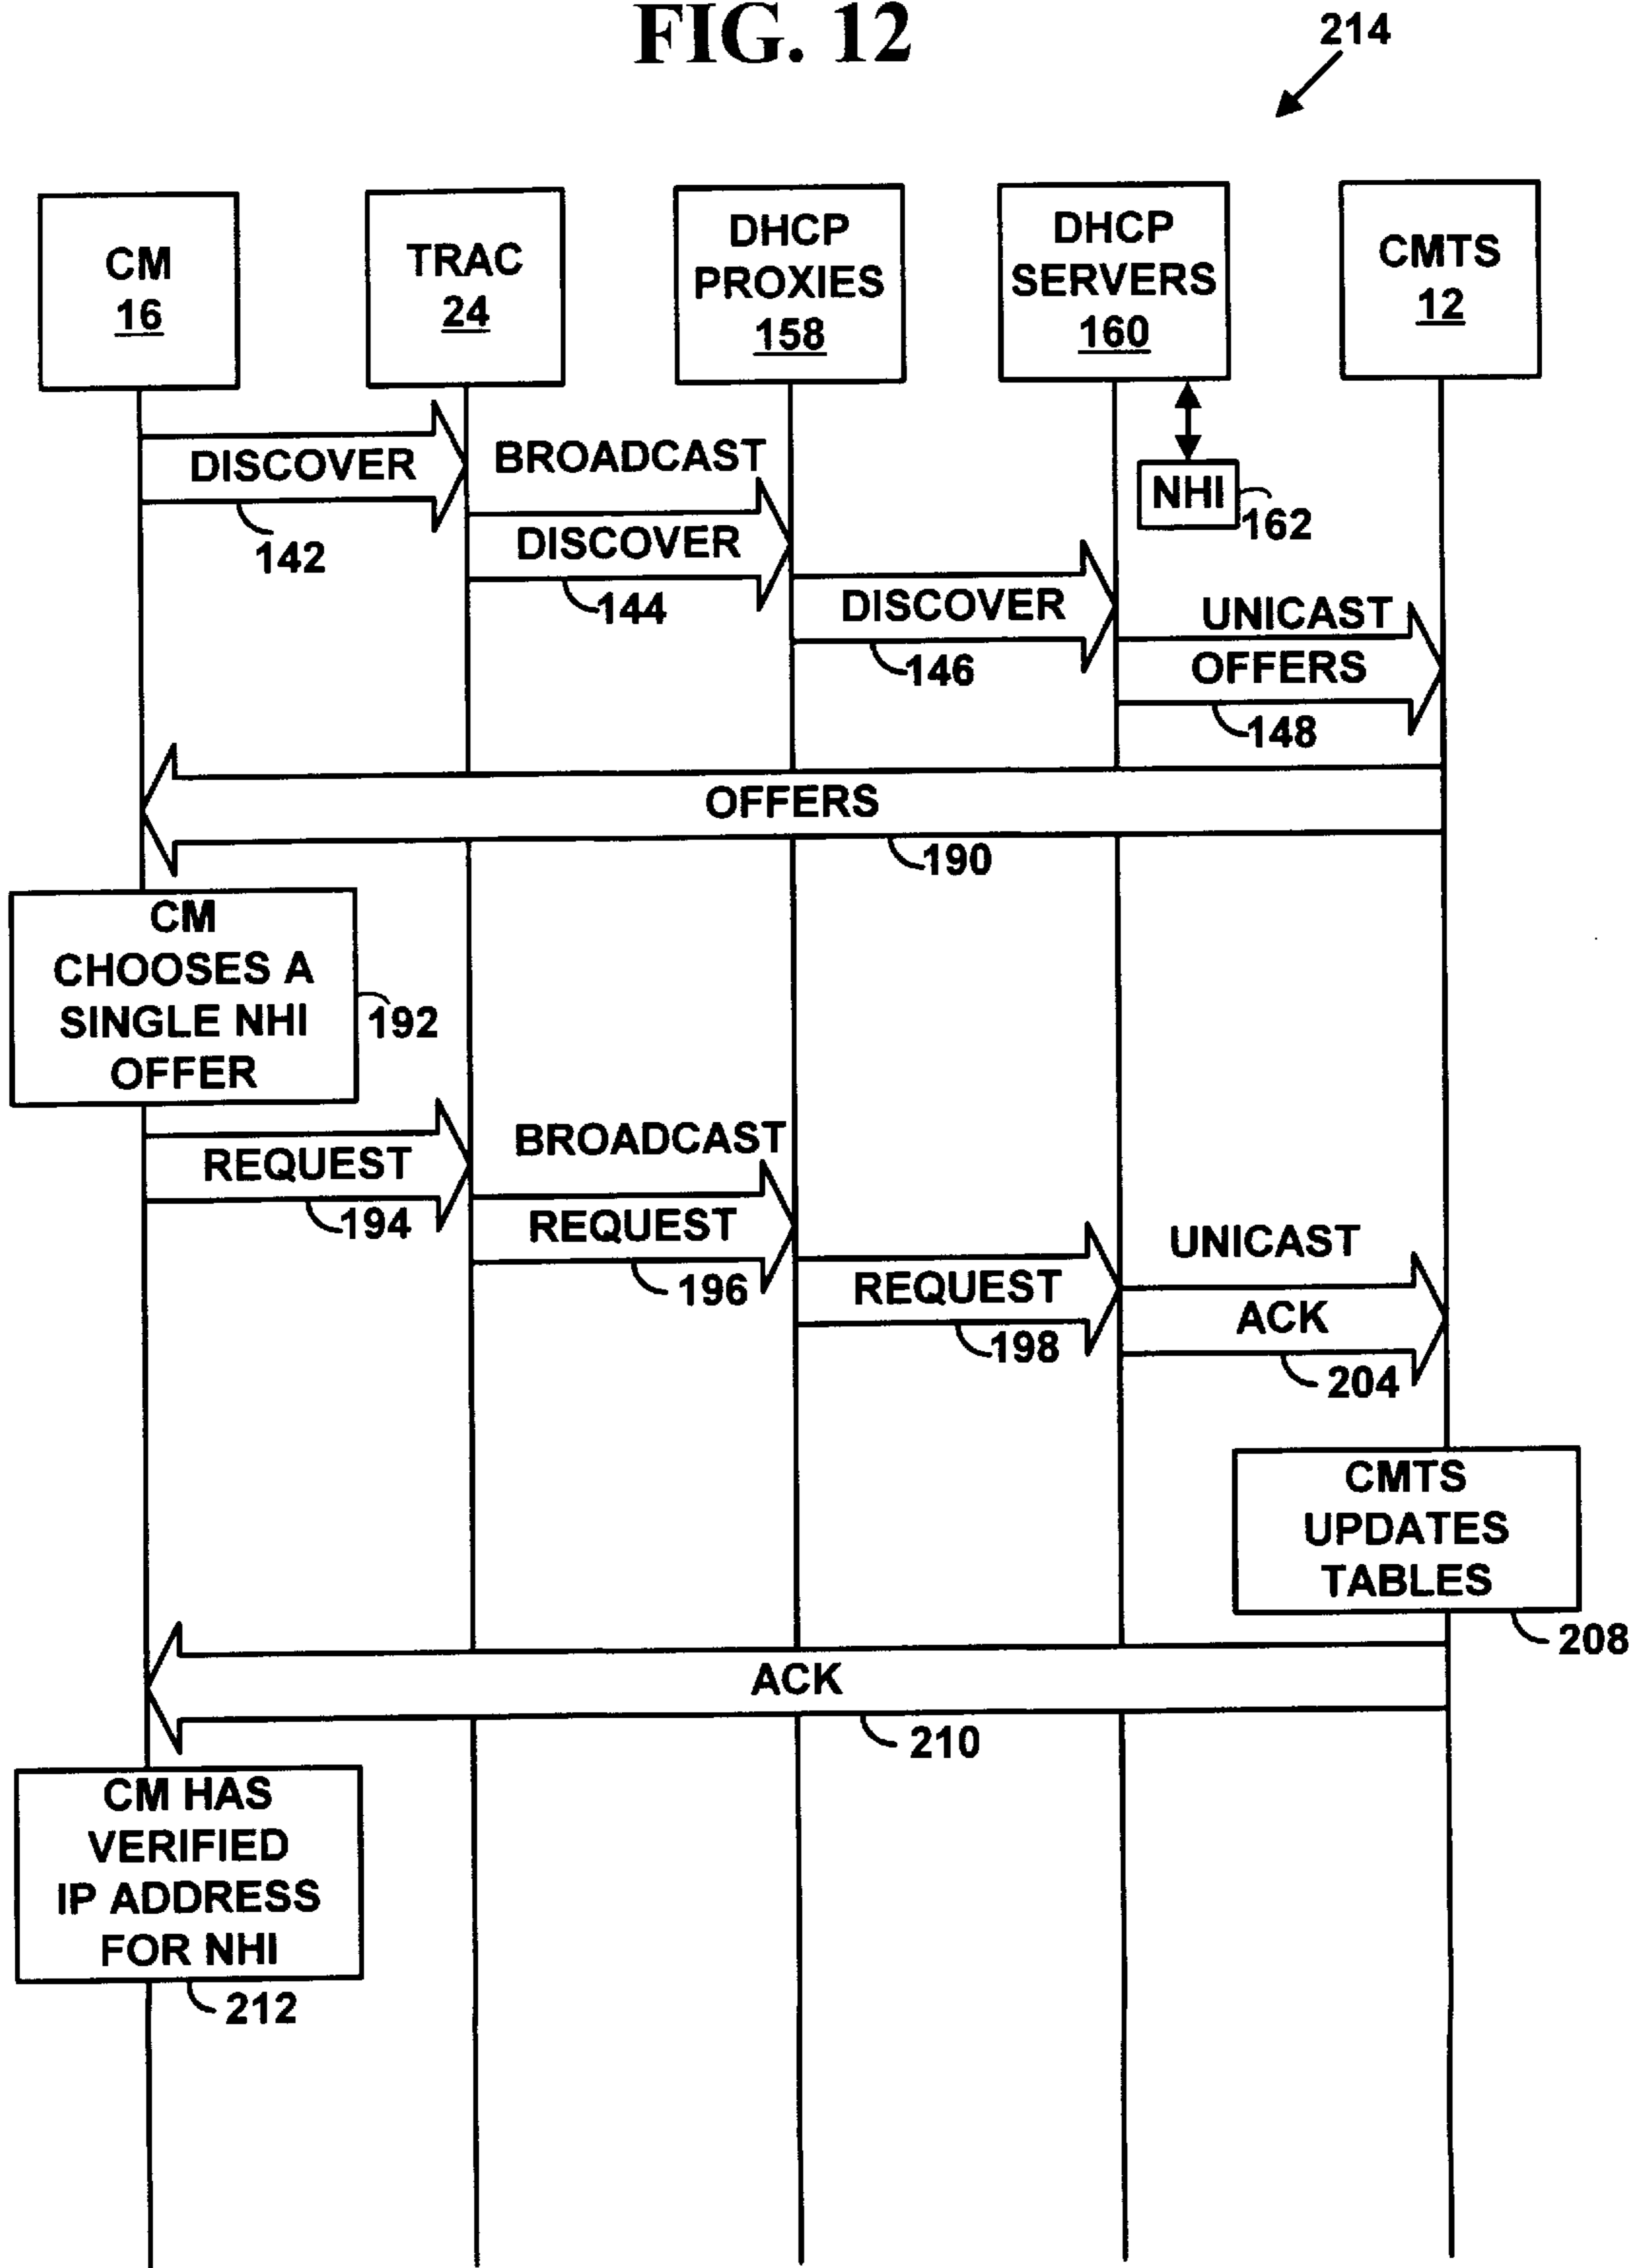 FIG. 12
214
CM
16
TRAC
24
DHCP
PROXIES
158
DHCP
SERVERS
160
CMTS
12
DISCOVER
142
BROADCAST
DISCOVER
144
NHI
162
DISCOVER
146
UNICAST
OFFERS
148
OFFERS
190
CM
CHOOSES A
SINGLE NHI
OFFER
192
REQUEST
194
BROADCAST
REQUEST
196
REQUEST
198
UNICAST
ACK
204
CMTS
UPDATES
TABLES
208
ACK
210
CM HAS
VERIFIED
IP ADDRESS
FOR NHI
212